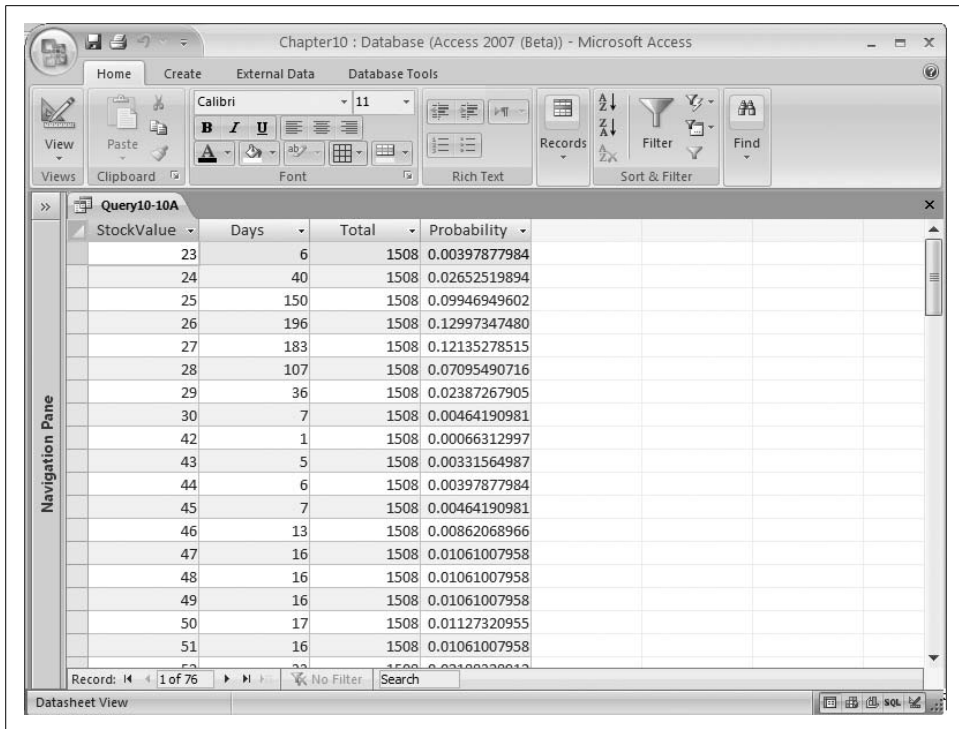 Chapter10 : Database (Access 2007 (Beta)) - Microsoft Access
Home Create External Data Database Tools
Calibri 11
B I U
View Paste Records Filter Find
Views Clipboard Font Rich Text Sort & Filter
Query10-10A
StockValue Days Total Probability
23 6 1508 0.00397877984
24 40 1508 0.02652519894
25 150 1508 0.09946949602
26 196 1508 0.12997347480
27 183 1508 0.12135278515
28 107 1508 0.07095490716
29 36 1508 0.02387267905
30 7 1508 0.00464190981
42 1 1508 0.00066312997
43 5 1508 0.00331564987
44 6 1508 0.00397877984
45 7 1508 0.00464190981
46 13 1508 0.00862068966
47 16 1508 0.01061007958
48 16 1508 0.01061007958
49 16 1508 0.01061007958
50 17 1508 0.01127320955
51 16 1508 0.01061007958
Navigation Pane
Record: 1 of 76 No Filter Search
Datasheet View SQL